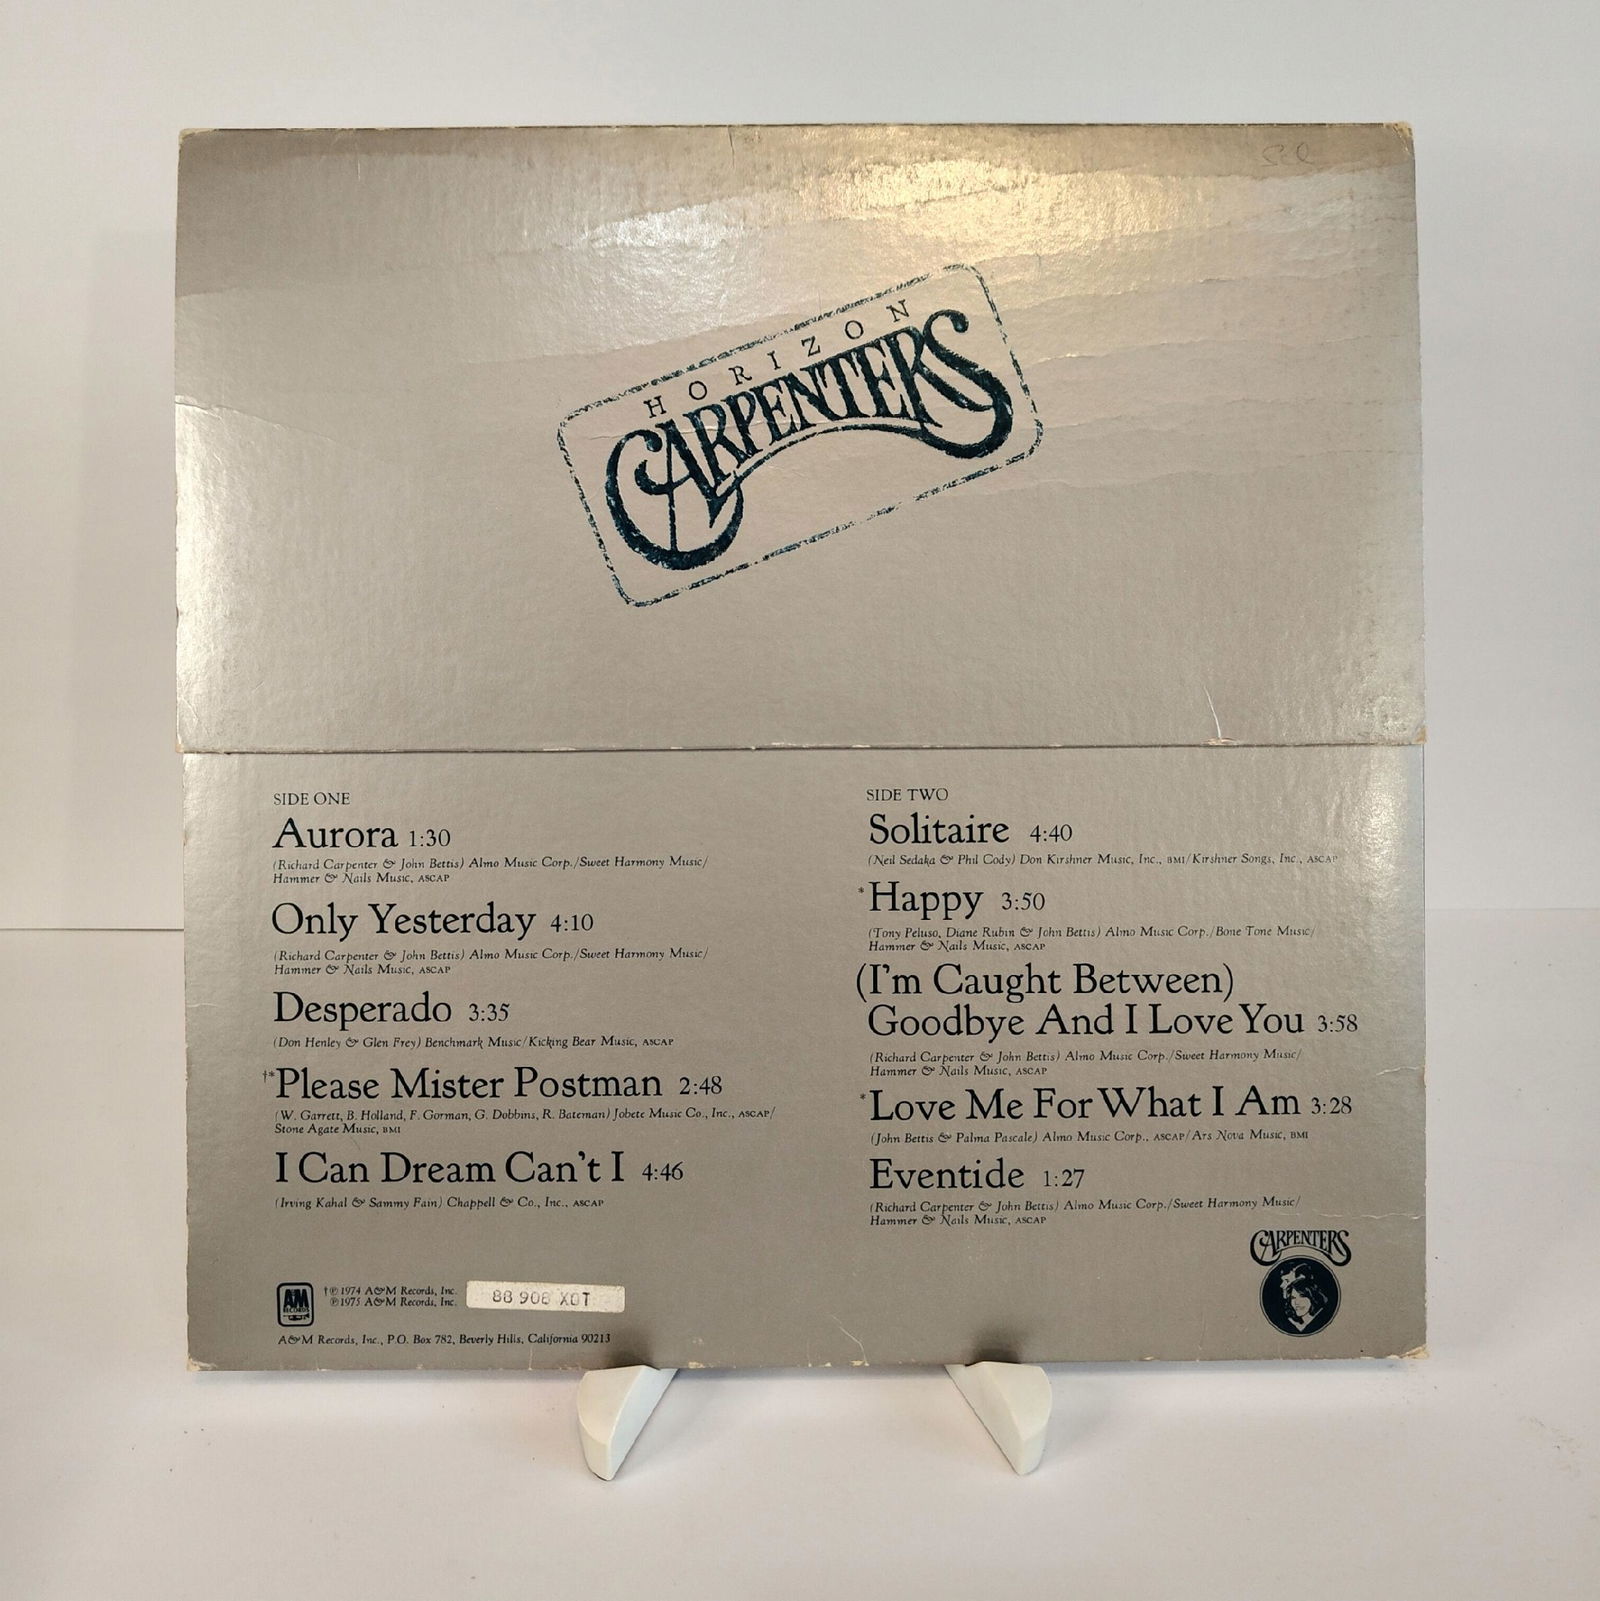 HORIZON
CARPENTERS
SIDE ONE
Aurora 1:30
(Richard Carpenter & John Bettis) Almo Music Corp./Sweet Harmony Music/
Hammer & Nails Music, ASCAP
Only Yesterday 4:10
(Richard Carpenter & John Bettis) Almo Music Corp./Sweet Harmony Music/
Hammer & Nails Music, ASCAP
Desperado 3:35
(Don Henley & Glen Frey) Benchmark Music/Kicking Bear Music, ASCAP
†*Please Mister Postman 2:48
(W. Garrett, B. Holland, F. Gorman, G. Dobbins, R. Bateman) Jobete Music Co., Inc., ASCAP/
Stone Agate Music, BMI
I Can Dream Can't I 4:46
(Irving Kahal & Sammy Fain) Chappell & Co., Inc., ASCAP
SIDE TWO
Solitaire 4:40
(Neil Sedaka & Phil Cody) Don Kirshner Music, Inc., BMI/Kirshner Songs, Inc., ASCAP
*Happy 3:50
(Tony Peluso, Diane Rubin & John Bettis) Almo Music Corp./Bone Tone Music/
Hammer & Nails Music, ASCAP
(I'm Caught Between)
Goodbye And I Love You 3:58
(Richard Carpenter & John Bettis) Almo Music Corp./Sweet Harmony Music/
Hammer & Nails Music, ASCAP
*Love Me For What I Am 3:28
(John Bettis & Palma Pascale) Almo Music Corp., ASCAP/Ars Nova Music, BMI
Eventide 1:27
(Richard Carpenter & John Bettis) Almo Music Corp./Sweet Harmony Music/
Hammer & Nails Music, ASCAP
CARPENTERS
A&M
RECORDS
†℗ 1974 A&M Records, Inc.
℗ 1975 A&M Records, Inc.
88 908 XOT
A&M Records, Inc., P.O. Box 782, Beverly Hills, California 90213